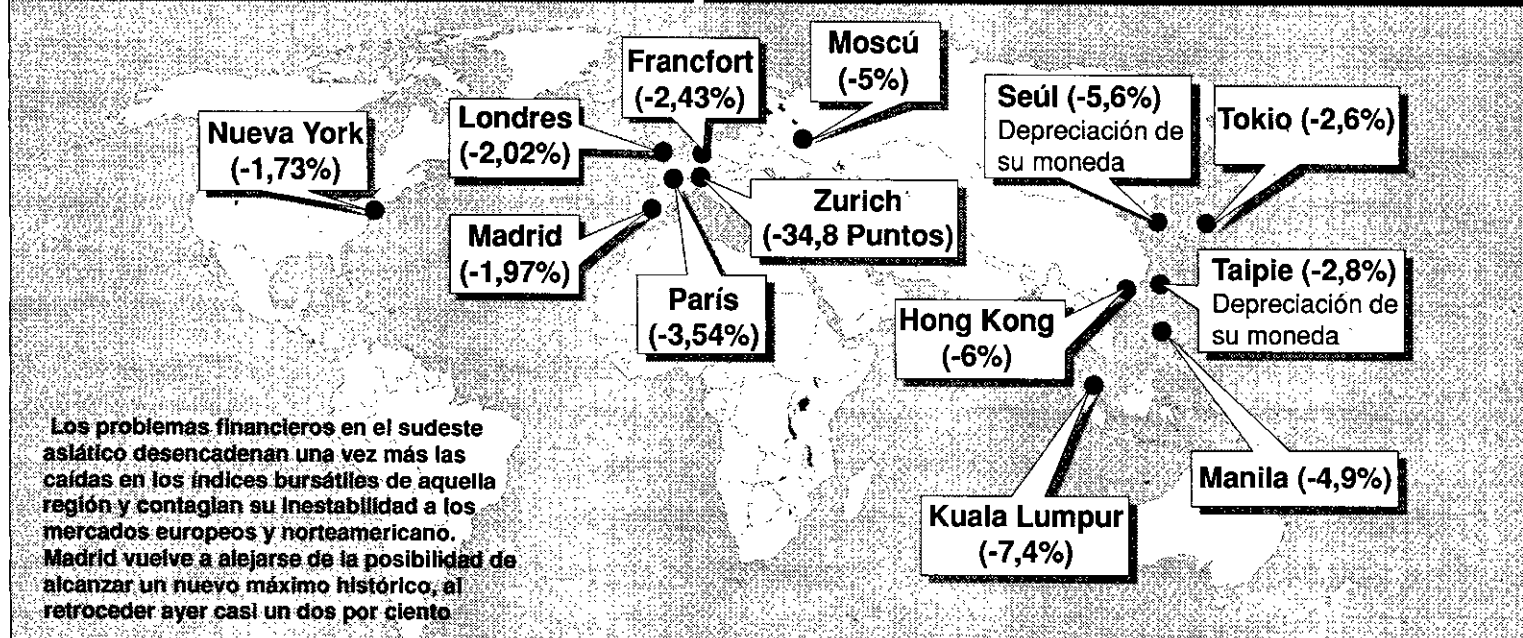 Nueva York
(-1,73%)
Londres
(-2,02%)
Francfort
(-2,43%)
Moscú
(-5%)
Madrid
(-1,97%)
París
(-3,54%)
Zurich
(-34,8 Puntos)
Seúl (-5,6%)
Depreciación de
su moneda
Tokio (-2,6%)
Taipie (-2,8%)
Depreciación de
su moneda
Hong Kong
(-6%)
Manila (-4,9%)
Kuala Lumpur
(-7,4%)
Los problemas financieros en el sudeste
asiático desencadenan una vez más las
caídas en los índices bursátiles de aquella
región y contagian su inestabilidad a los
mercados europeos y norteamericano.
Madrid vuelve a alejarse de la posibilidad de
alcanzar un nuevo máximo histórico, al
retroceder ayer casi un dos por ciento